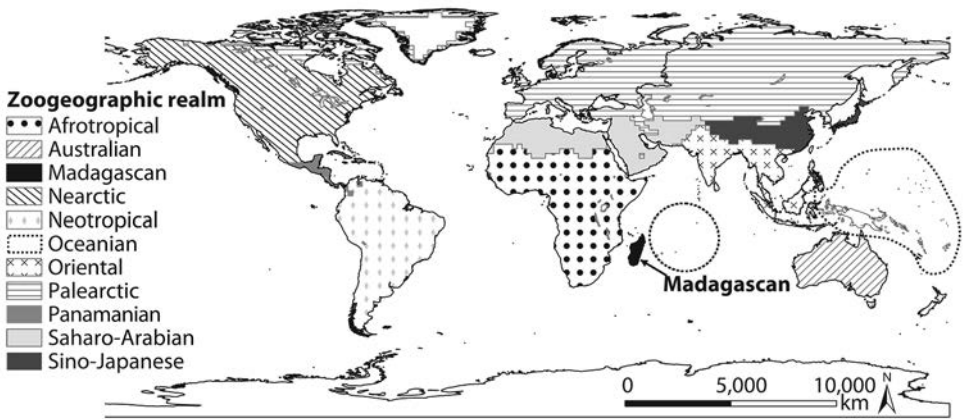 Zoogeographic realm
Afrotropical
Australian
Madagascan
Nearctic
Neotropical
Oceanian
Oriental
Palearctic
Panamanian
Saharo-Arabian
Sino-Japanese
Madagascan
0 5,000 10,000
km
N